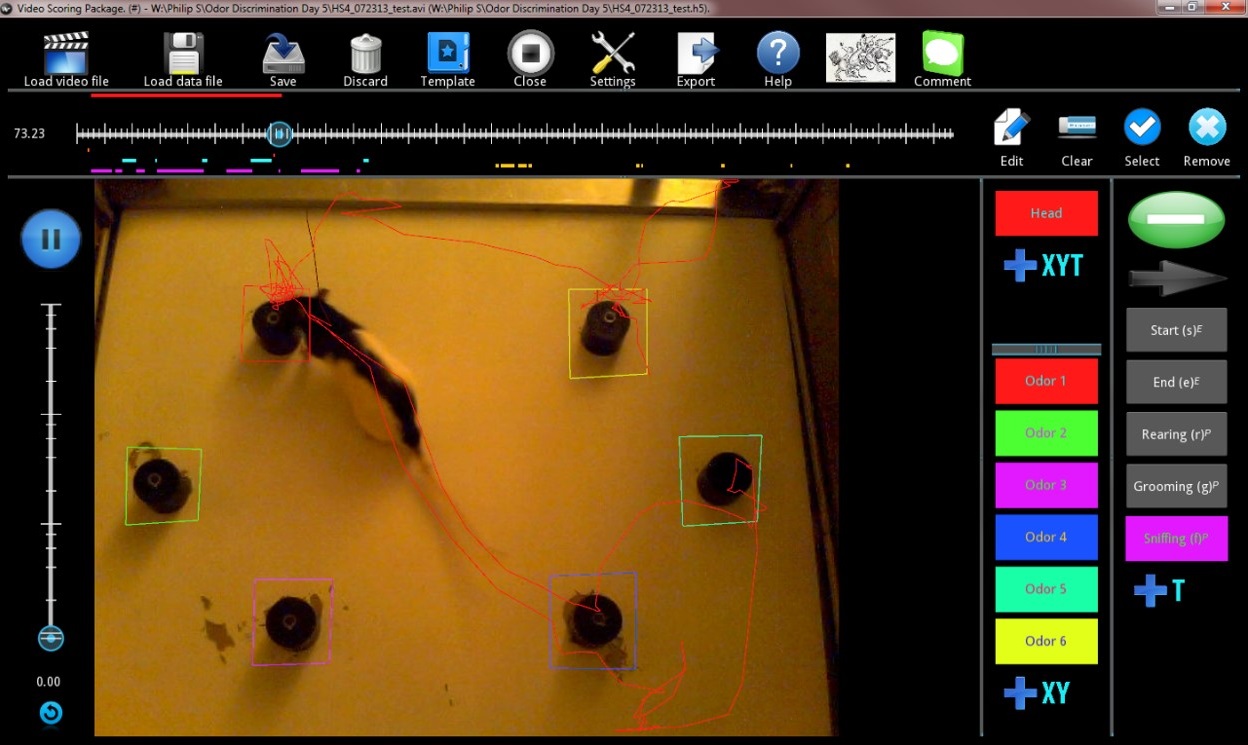 Video Scoring Package. (#) - W:\Philip S\Odor Discrimination Day 5\HS4_072313_test.avi (W:\Philip S\Odor Discrimination Day 5\HS4_072313_test.h5).
Load video file Load data file Save Discard Template Close Settings Export Help Comment
73.23
Edit Clear Select Remove
Head
XYT
Start (s)E
End (e)E
Odor 1
Odor 2
Rearing (r)P
Odor 3
Grooming (g)P
Odor 4
Sniffing (f)P
Odor 5
T
Odor 6
0.00
XY